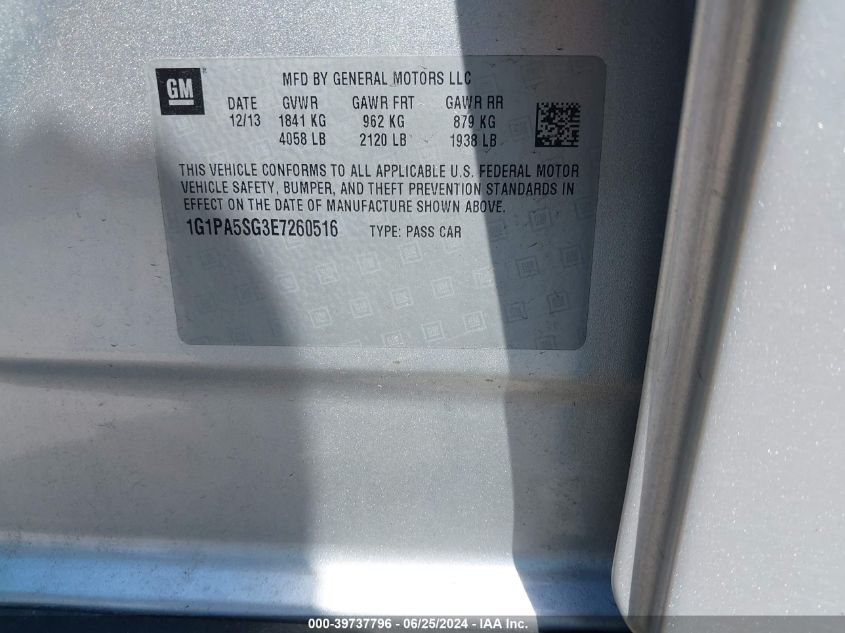 GM MFD BY GENERAL MOTORS LLC
DATE GVWR GAWR FRT GAWR RR
12/13 1841 KG 962 KG 879 KG
4058 LB 2120 LB 1938 LB
THIS VEHICLE CONFORMS TO ALL APPLICABLE U.S. FEDERAL MOTOR
VEHICLE SAFETY, BUMPER, AND THEFT PREVENTION STANDARDS IN
EFFECT ON THE DATE OF MANUFACTURE SHOWN ABOVE.
1G1PA5SG3E7260516 TYPE: PASS CAR
000-39737796 - 06/25/2024 - IAA Inc.